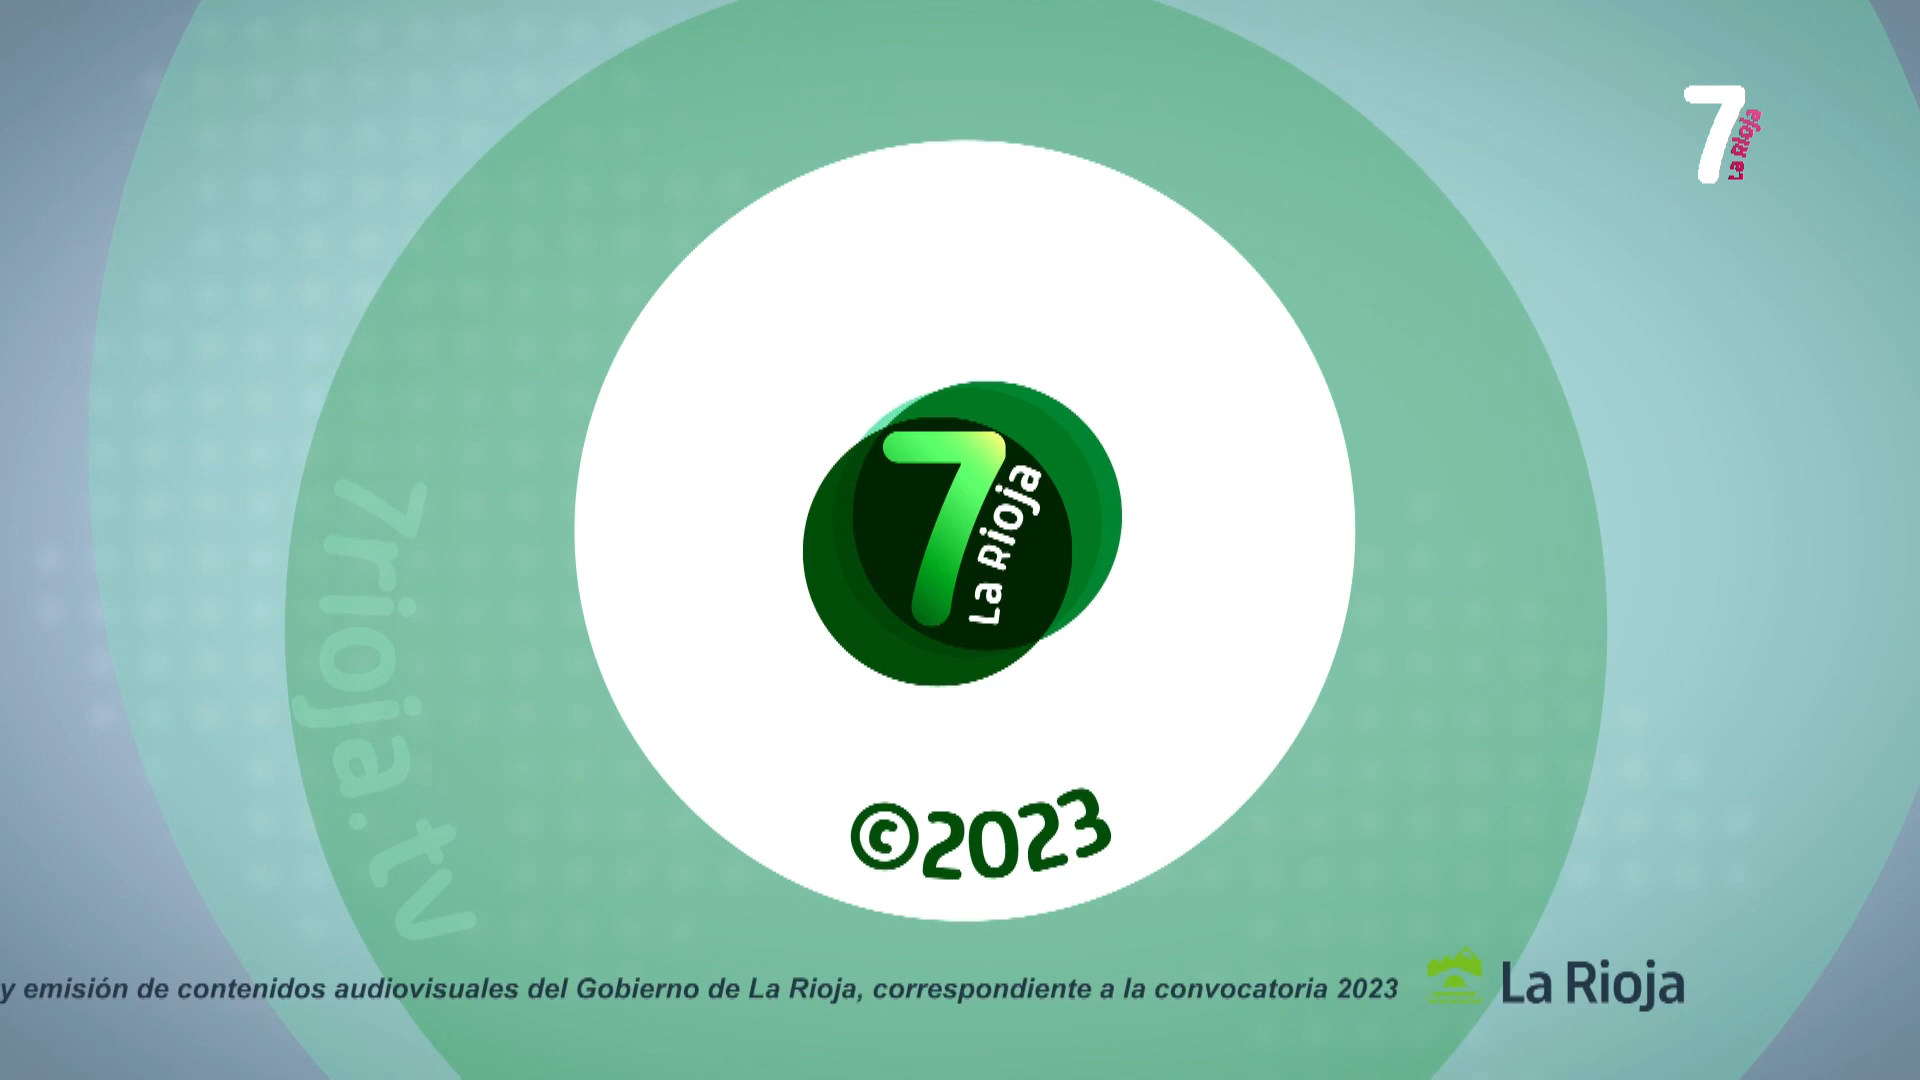 7
La Rioja
7
La Rioja
7rioja.tv
©2023
y emisión de contenidos audiovisuales del Gobierno de La Rioja, correspondiente a la convocatoria 2023
La Rioja